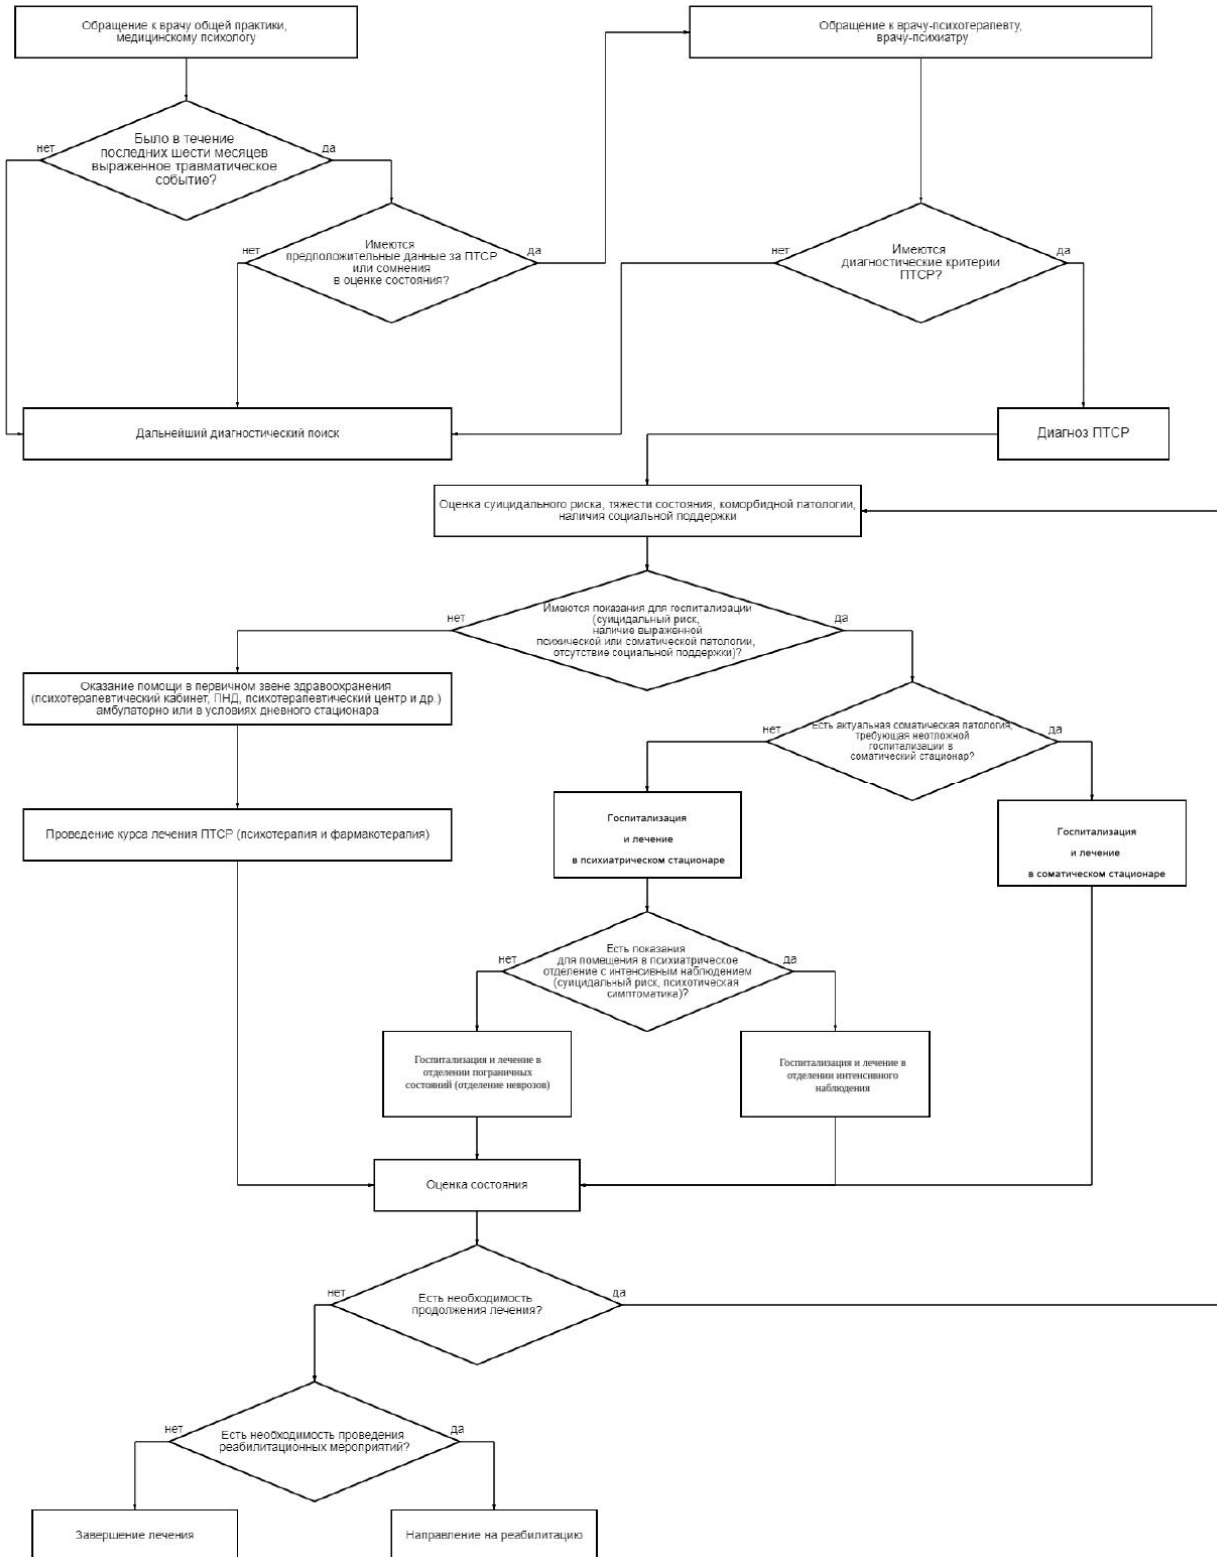 Обращение к врачу общей практики,
медицинскому психологу
Обращение к врачу-психотерапевту,
врачу-психиатру
нет
Было в течение
последних шести месяцев
выраженное травматическое
событие?
да
нет
Имеются
предположительные данные за ПТСР
или сомнения
в оценке состояния?
да
нет
Имеются
диагностические критерии
ПТСР?
да
Дальнейший диагностический поиск
Диагноз ПТСР
Оценка суицидального риска, тяжести состояния, коморбидной патологии,
наличия социальной поддержки
нет
Имеются показания для госпитализации
(суицидальный риск,
наличие выраженной
психической или соматической патологии,
отсутствие социальной поддержки)?
да
Оказание помощи в первичном звене здравоохранения
(психотерапевтический кабинет, ПНД, психотерапевтический центр и др.)
амбулаторно или в условиях дневного стационара
нет
Есть актуальная соматическая патология,
требующая неотложной
госпитализации в
соматический стационар?
да
Проведение курса лечения ПТСР (психотерапия и фармакотерапия)
Госпитализация
и лечение
в психиатрическом стационаре
Госпитализация
и лечение
в соматическом стационаре
нет
Есть показания
для помещения в психиатрическое
отделение с интенсивным наблюдением
(суицидальный риск, психотическая
симптоматика)?
да
Госпитализация и лечение в
отделении пограничных
состояний (отделение неврозов)
Госпитализация и лечение в
отделении интенсивного
наблюдения
Оценка состояния
нет
Есть необходимость
продолжения лечения?
да
нет
Есть необходимость проведения
реабилитационных мероприятий?
да
Завершение лечения
Направление на реабилитацию